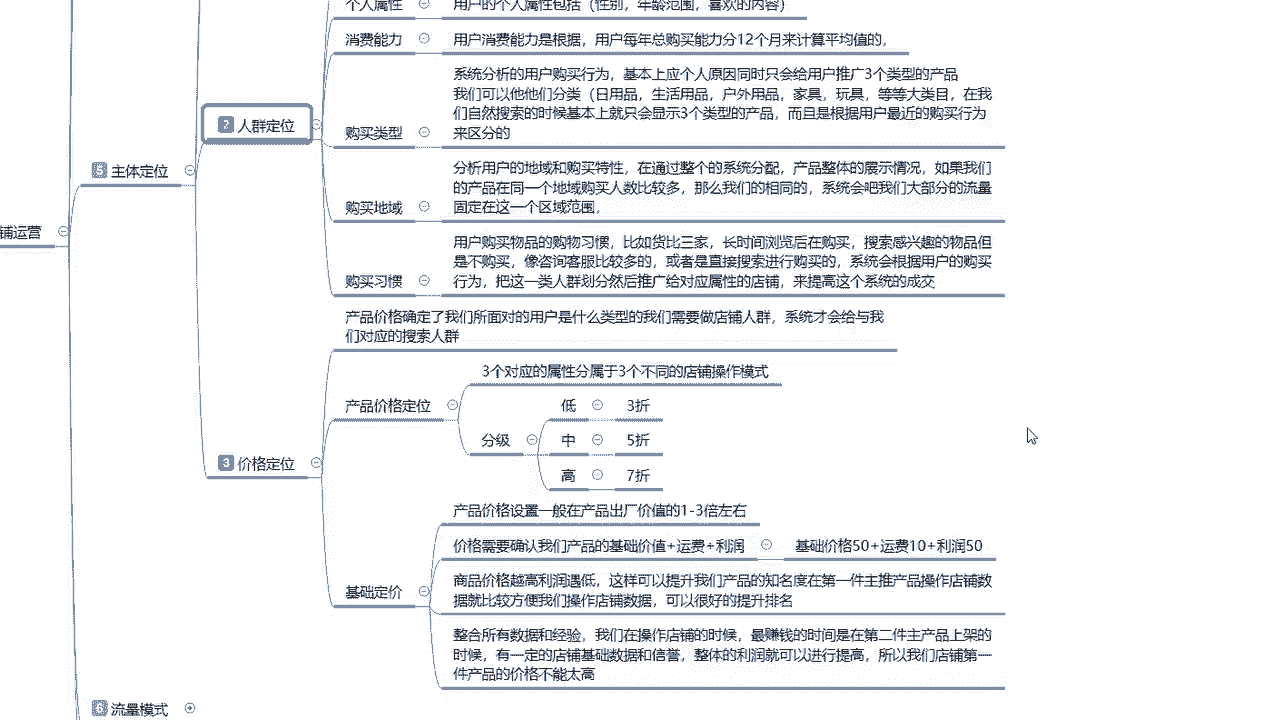 个人属性
用户的个人属性包括（性别，年龄范围，喜欢的内容）
消费能力
用户消费能力是根据，用户每年总购买能力分12个月来计算平均值的，
系统分析的用户购买行为，基本上应个人原因同时只会给用户推广3个类型的产品
我们可以他他们分类（日用品，生活用品，户外用品，家具，玩具，等等大类目，在我
们自然搜索的时候基本上就只会显示3个类型的产品，而且是根据用户最近的购买行为
来区分的
购买类型
2 人群定位
分析用户的地域和购买特性，在通过整个的系统分配，产品整体的展示情况，如果我们
的产品在同一个地域购买人数比较多，那么我们的相同的，系统会吧我们大部分的流量
固定在这一个区域范围，
购买地域
5 主体定位
铺运营
用户购买物品的购物习惯，比如货比三家，长时间浏览后在购买，搜索感兴趣的物品但
是不购买，像咨询客服比较多的，或者是直接搜索进行购买的，系统会根据用户的购买
行为，把这一类人群划分然后推广给对应属性的店铺，来提高这个系统的成交
购买习惯
产品价格确定了我们所面对的用户是什么类型的我们需要做店铺人群，系统才会给与我
们对应的搜索人群
3个对应的属性分属于3个不同的店铺操作模式
产品价格定位
低 3折
分级 中 5折
高 7折
3 价格定位
产品价格设置一般在产品出厂价值的1-3倍左右
价格需要确认我们产品的基础价值+运费+利润 基础价格50+运费10+利润50
基础定价
商品价格越高利润遇低，这样可以提升我们产品的知名度在第一件主推产品操作店铺数
据就比较方便我们操作店铺数据，可以很好的提升排名
整合所有数据和经验，我们在操作店铺的时候，最赚钱的时间是在第二件主产品上架的
时候，有一定的店铺基础数据和信誉，整体的利润就可以进行提高，所以我们店铺第一
件产品的价格不能太高
6 流量模式